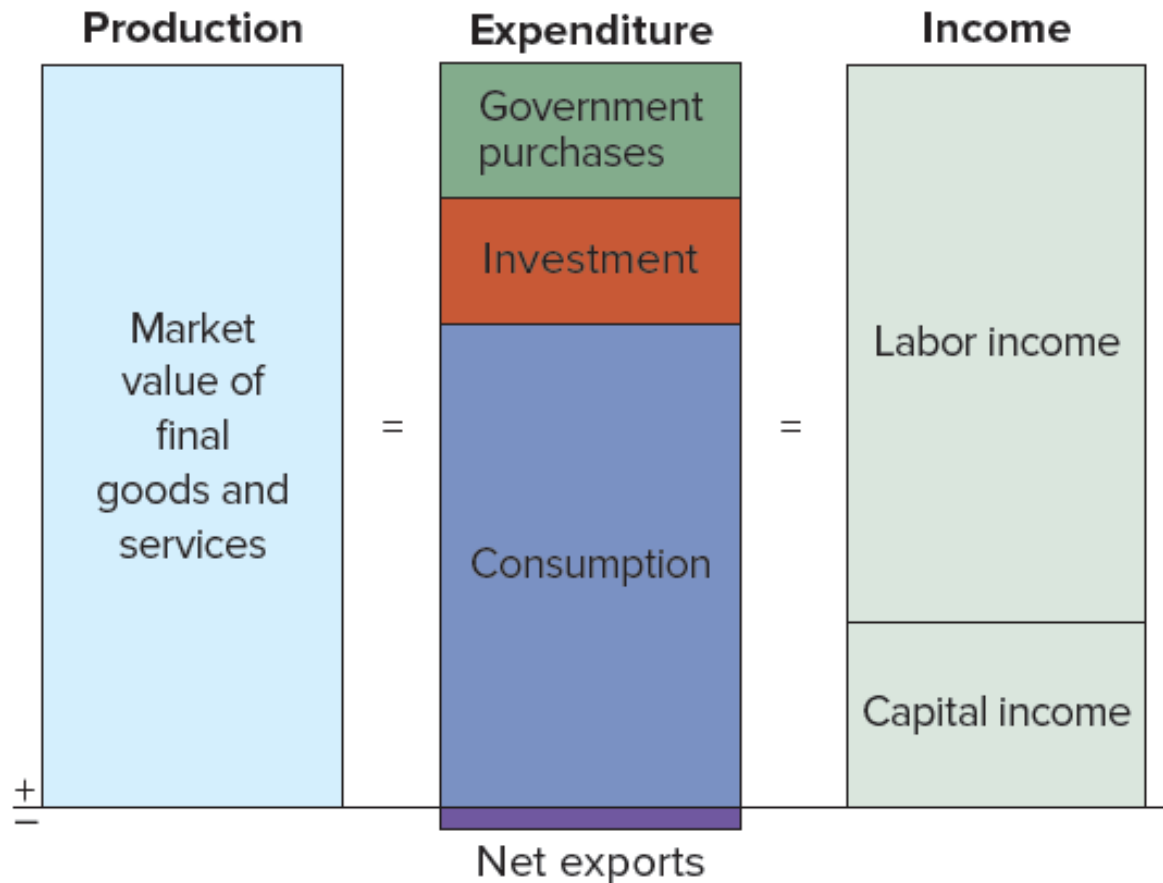 Production
Expenditure
Income
Market
value of
final
goods and
services
=
Government
purchases
Investment
Consumption
=
Labor income
Capital income
+
−
Net exports